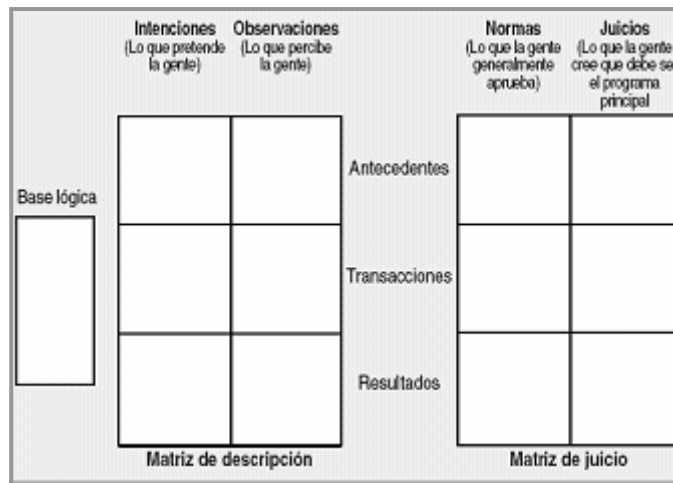 Intenciones
(Lo que pretende
la gente)
Observaciones
(Lo que percibe
la gente)
Normas
(Lo que la gente
generalmente
aprueba)
Juicios
(Lo que la gente
cree que debe se
el programa
principal
Base lógica
Antecedentes
Transacciones
Resultados
Matriz de descripción
Matriz de juicio